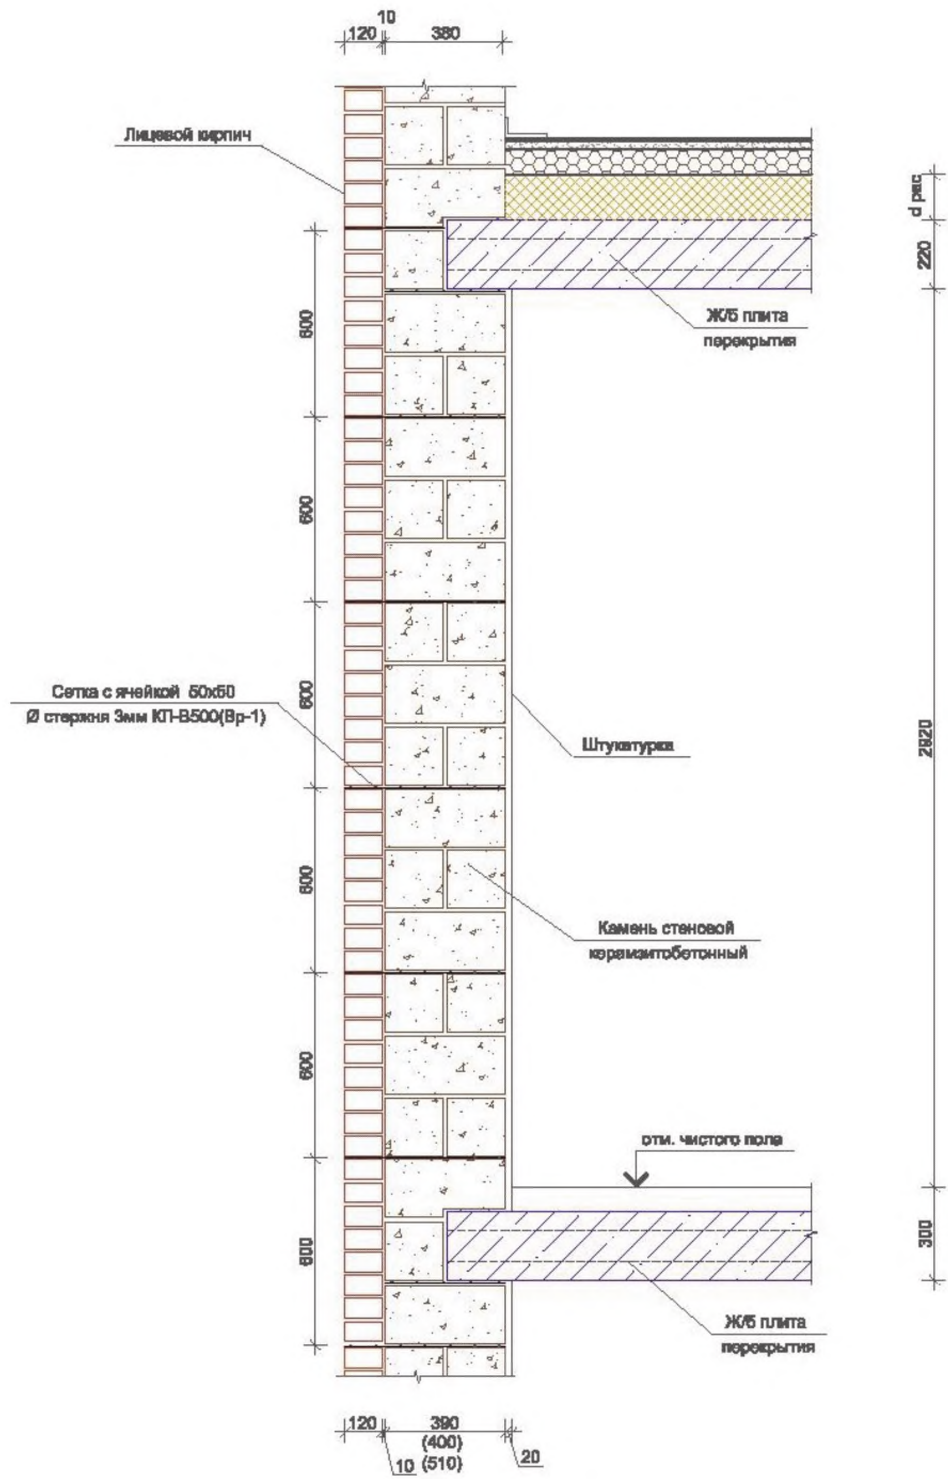 10
120 380
Лицевой кирпич
d рас
220
Ж/б плита
перекрытия
600
600
600
Сетка с ячейкой 50х50
Ø стержня 3мм КП-В500(Вр-1)
Штукатурка
2920
600
Камень стеновой
керамзитобетонный
600
отм. чистого пола
600
300
Ж/б плита
перекрытия
120 390
(400)
10 (510) 20